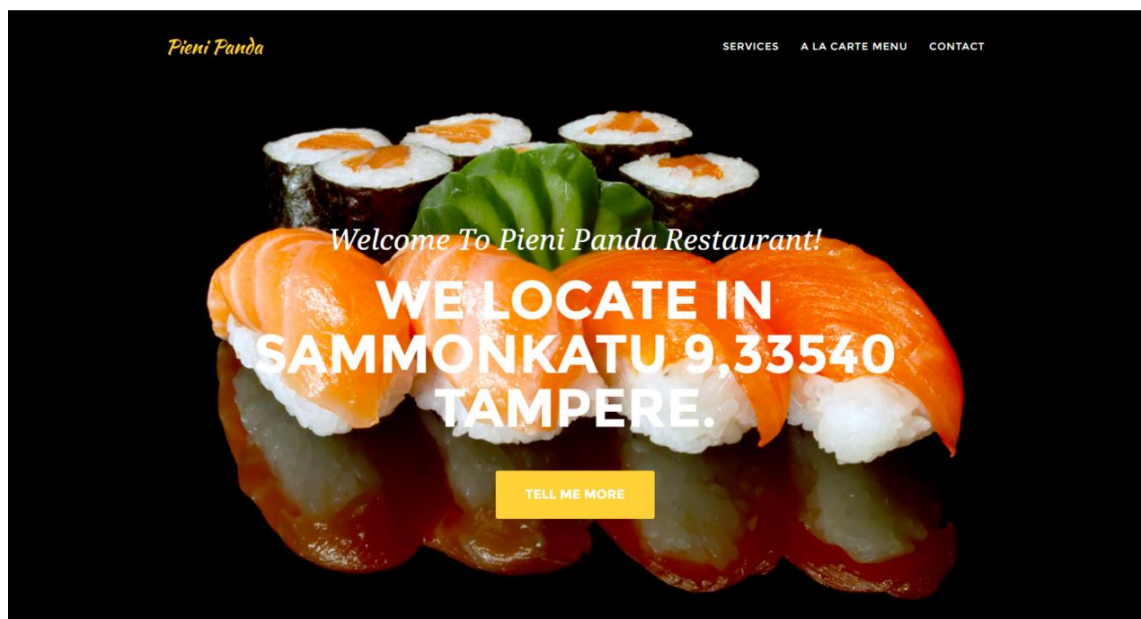 Pieni Panda
SERVICES A LA CARTE MENU CONTACT
Welcome To Pieni Panda Restaurant!
WE LOCATE IN
SAMMONKATU 9,33540
TAMPERE.
TELL ME MORE